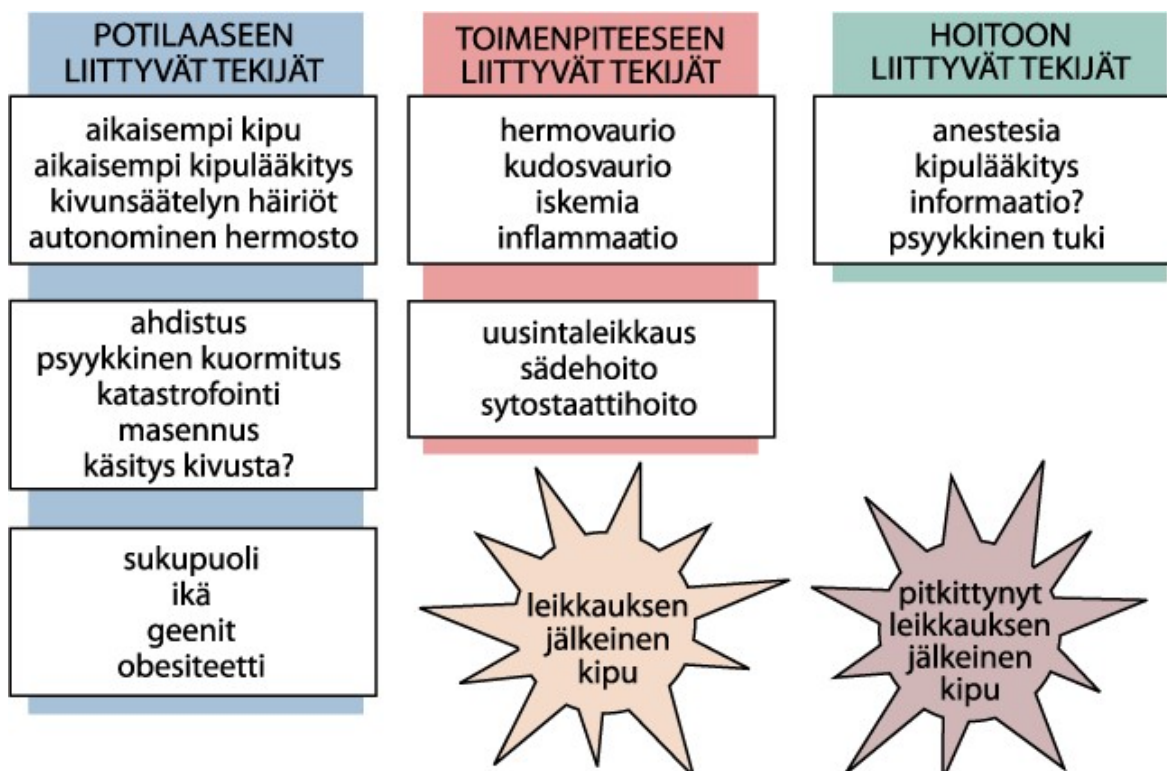 POTILAASEEN
LIITTYVÄT TEKIJÄT
aikaisempi kipu
aikaisempi kipulääkitys
kivunsäätelyn häiriöt
autonominen hermosto
ahdistus
psyykkinen kuormitus
katastrofointi
masennus
käsitys kivusta?
sukupuoli
ikä
geenit
obesiteetti
TOIMENPITEESEEN
LIITTYVÄT TEKIJÄT
hermovaurio
kudosvaurio
iskemia
inflammaatio
uusintaleikkaus
sädehoito
sytostaattihoito
leikkauksen
jälkeinen
kipu
HOITOON
LIITTYVÄT TEKIJÄT
anestesia
kipulääkitys
informaatio?
psyykkinen tuki
pitkittynyt
leikkauksen
jälkeinen
kipu